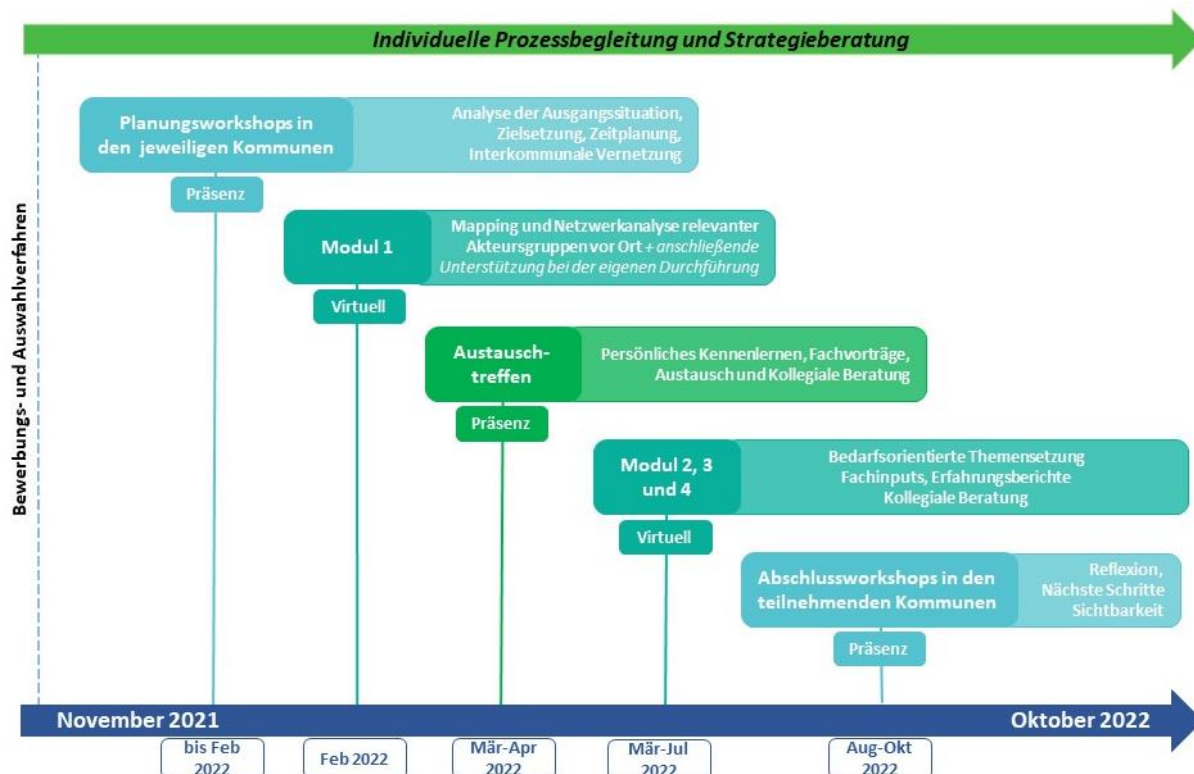 Individuelle Prozessbegleitung und Strategieberatung
Bewerbungs- und Auswahlverfahren
Planungsworkshops in
den jeweiligen Kommunen
Analyse der Ausgangssituation,
Zielsetzung, Zeitplanung,
Interkommunale Vernetzung
Präsenz
Modul 1
Mapping und Netzwerkanalyse relevanter
Akteursgruppen vor Ort + anschließende
Unterstützung bei der eigenen Durchführung
Virtuell
Austausch-
treffen
Persönliches Kennenlernen, Fachvorträge,
Austausch und Kollegiale Beratung
Präsenz
Modul 2, 3
und 4
Bedarfsorientierte Themensetzung
Fachinputs, Erfahrungsberichte
Kollegiale Beratung
Virtuell
Abschlussworkshops in den
teilnehmenden Kommunen
Reflexion,
Nächste Schritte
Sichtbarkeit
Präsenz
November 2021
Oktober 2022
bis Feb
2022
Feb 2022
Mär-Apr
2022
Mär-Jul
2022
Aug-Okt
2022